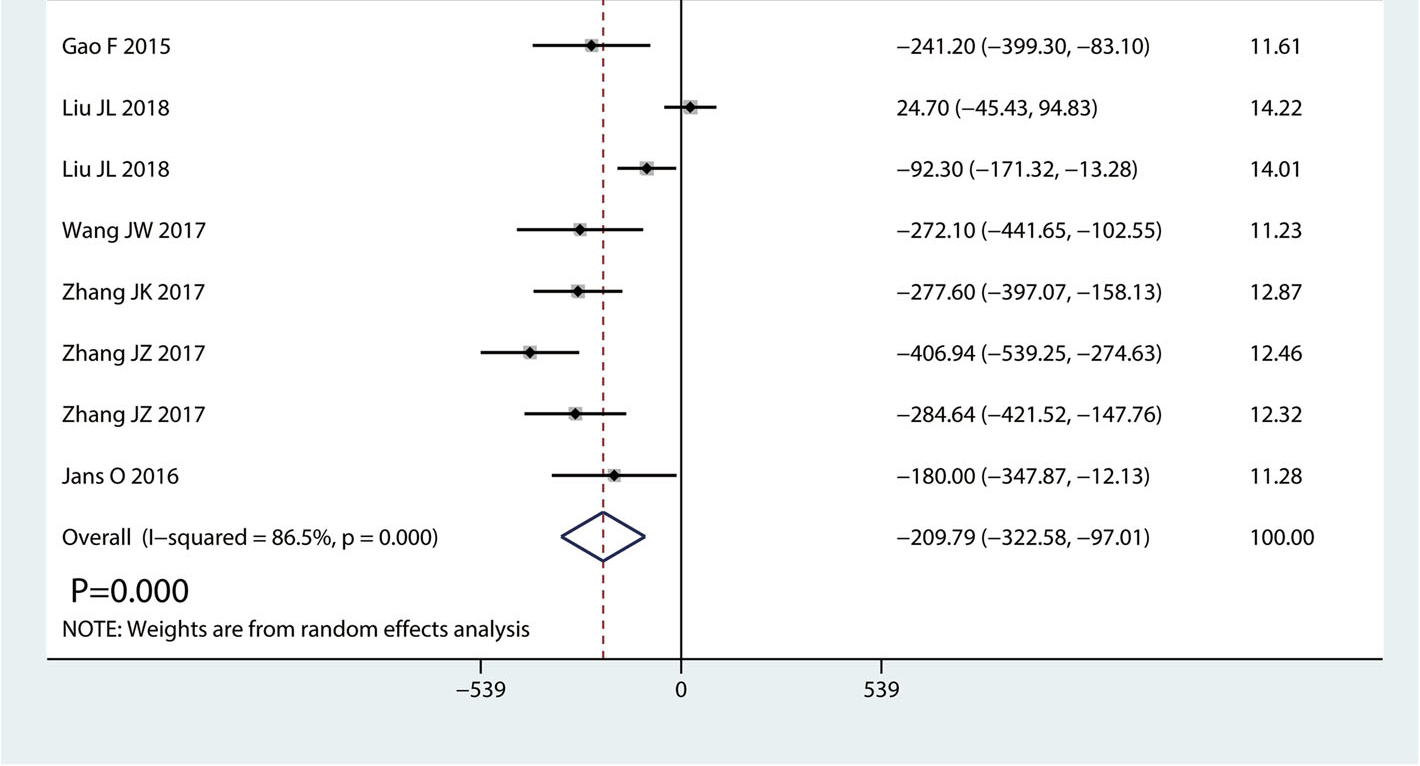 Gao F 2015 −241.20 (−399.30, −83.10) 11.61
Liu JL 2018 24.70 (−45.43, 94.83) 14.22
Liu JL 2018 −92.30 (−171.32, −13.28) 14.01
Wang JW 2017 −272.10 (−441.65, −102.55) 11.23
Zhang JK 2017 −277.60 (−397.07, −158.13) 12.87
Zhang JZ 2017 −406.94 (−539.25, −274.63) 12.46
Zhang JZ 2017 −284.64 (−421.52, −147.76) 12.32
Jans O 2016 −180.00 (−347.87, −12.13) 11.28
Overall (I−squared = 86.5%, p = 0.000) −209.79 (−322.58, −97.01) 100.00
P=0.000
NOTE: Weights are from random effects analysis
−539 0 539